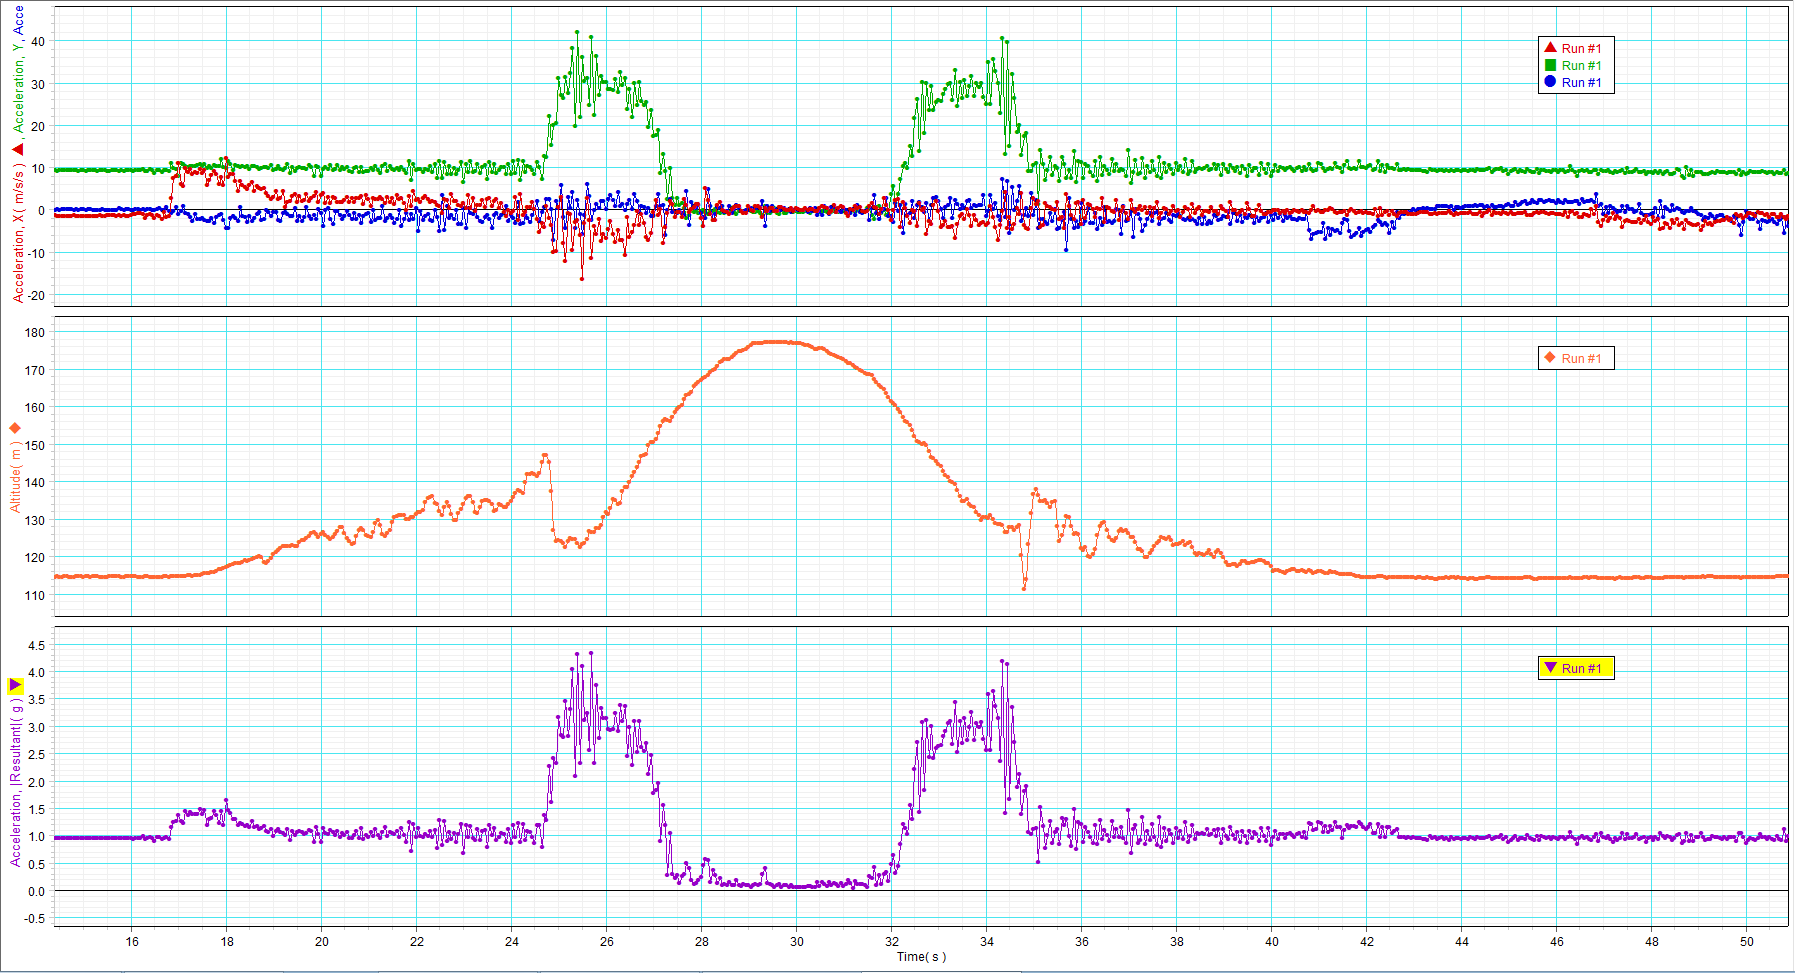 Acceleration, X( m/s/s ) ▲, Acceleration, Y, Acce
40
30
20
10
0
-10
-20
Run #1
Run #1
Run #1
Altitude( m )
180
170
160
150
140
130
120
110
Run #1
Acceleration, |Resultant|( g )
4.5
4.0
3.5
3.0
2.5
2.0
1.5
1.0
0.5
0.0
-0.5
Run #1
16 18 20 22 24 26 28 30 32 34 36 38 40 42 44 46 48 50
Time( s )